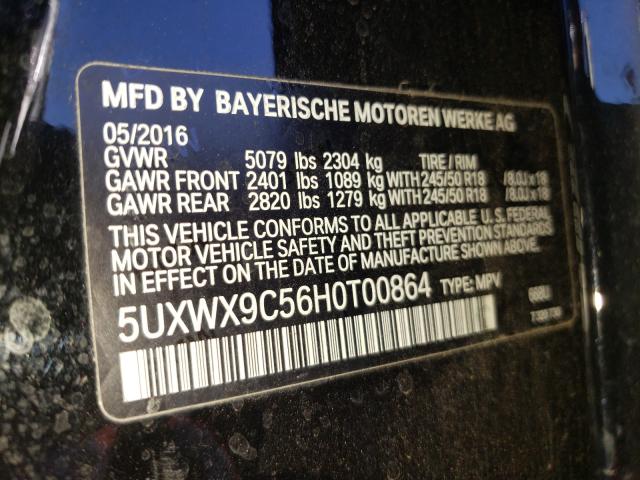 MFD BY BAYERISCHE MOTOREN WERKE AG
05/2016
GVWR 5079 lbs 2304 kg TIRE / RIM
GAWR FRONT 2401 lbs 1089 kg WITH 245/50 R18 /8.0J x 18
GAWR REAR 2820 lbs 1279 kg WITH 245/50 R18 /8.0J x 18
THIS VEHICLE CONFORMS TO ALL APPLICABLE U.S. FEDERAL
MOTOR VEHICLE SAFETY AND THEFT PREVENTION STANDARDS
IN EFFECT ON THE DATE OF MANUFACTURE SHOWN ABOVE.
5UXWX9C56H0T00864 TYPE: MPV